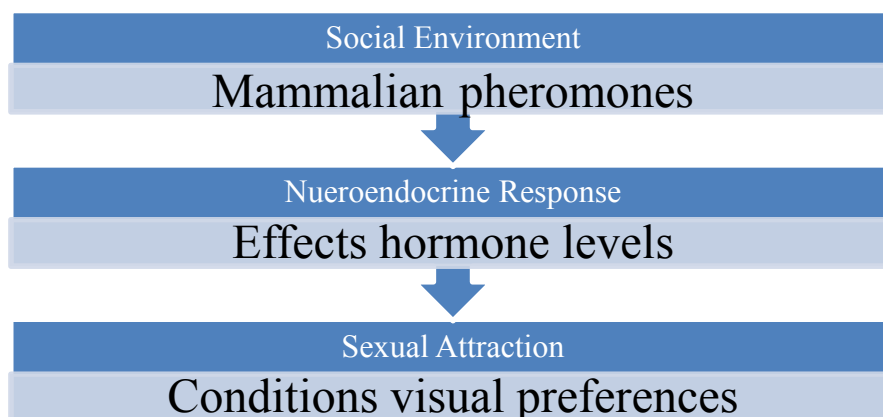 Social Environment
Mammalian pheromones
Nueroendocrine Response
Effects hormone levels
Sexual Attraction
Conditions visual preferences